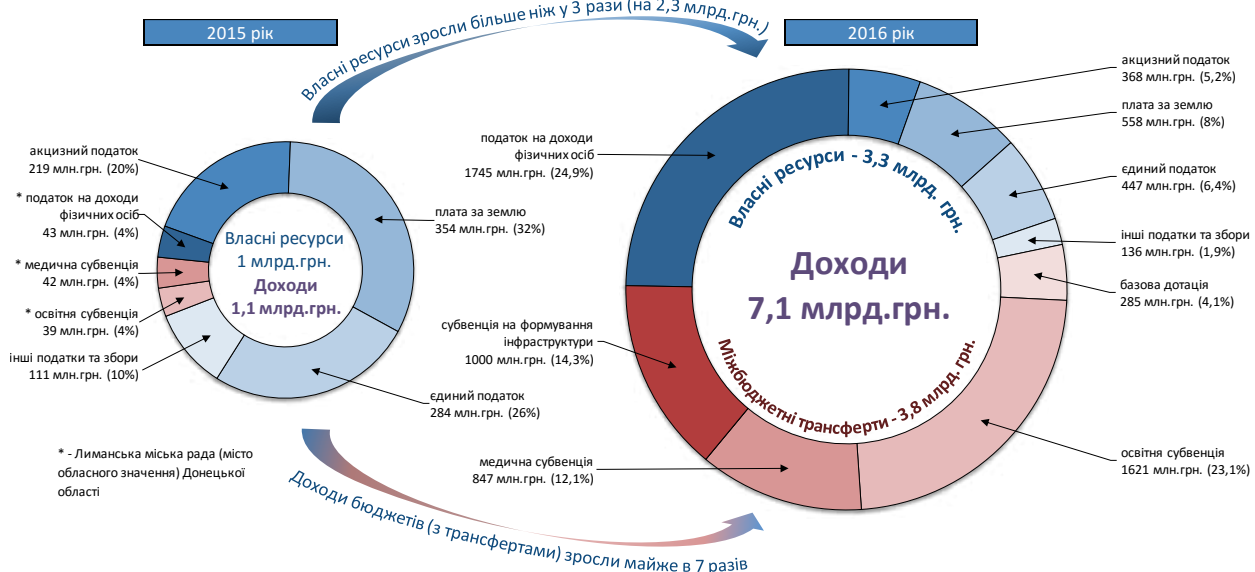 Власні ресурси зросли більше ніж у 3 рази (на 2,3 млрд.грн.)
2015 рік
акцизний податок
219 млн.грн. (20%)
* податок на доходи
фізичних осіб
43 млн.грн. (4%)
* медична субвенція
42 млн.грн. (4%)
* освітня субвенція
39 млн.грн. (4%)
інші податки та збори
111 млн.грн. (10%)
плата за землю
354 млн.грн. (32%)
єдиний податок
284 млн.грн. (26%)
Власні ресурси
1 млрд.грн.
Доходи
1,1 млрд.грн.
* - Лиманська міська рада (місто
обласного значення) Донецької
області
2016 рік
податок на доходи
фізичних осіб
1745 млн.грн. (24,9%)
субвенція на формування
інфраструктури
1000 млн.грн. (14,3%)
медична субвенція
847 млн.грн. (12,1%)
Власні ресурси - 3,3 млрд. грн.
Доходи
7,1 млрд.грн.
Міжбюджетні трансферти - 3,8 млрд. грн.
акцизний податок
368 млн.грн. (5,2%)
плата за землю
558 млн.грн. (8%)
єдиний податок
447 млн.грн. (6,4%)
інші податки та збори
136 млн.грн. (1,9%)
базова дотація
285 млн.грн. (4,1%)
освітня субвенція
1621 млн.грн. (23,1%)
Доходи бюджетів (з трансфертами) зросли майже в 7 разів